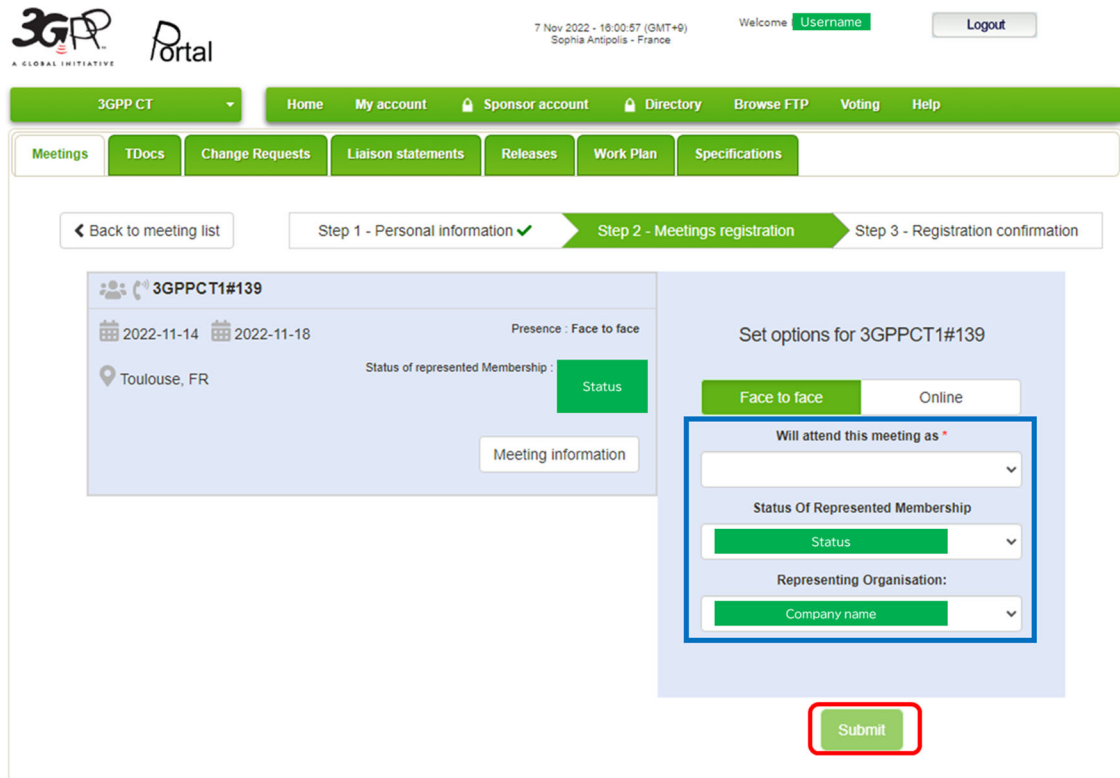 3GPP
A GLOBAL INITIATIVE
Portal
7 Nov 2022 - 16:00:57 (GMT+9)
Sophia Antipolis - France
Welcome Username
Logout
3GPP CT
Home My account Sponsor account Directory Browse FTP Voting Help
Meetings TDocs Change Requests Liaison statements Releases Work Plan Specifications
Back to meeting list
Step 1 - Personal information Step 2 - Meetings registration Step 3 - Registration confirmation
3GPPCT1#139
2022-11-14 2022-11-18
Presence : Face to face
Status of represented Membership :
Status
Toulouse, FR
Meeting information
Set options for 3GPPCT1#139
Face to face Online
Will attend this meeting as *
Status Of Represented Membership
Status
Representing Organisation:
Company name
Submit